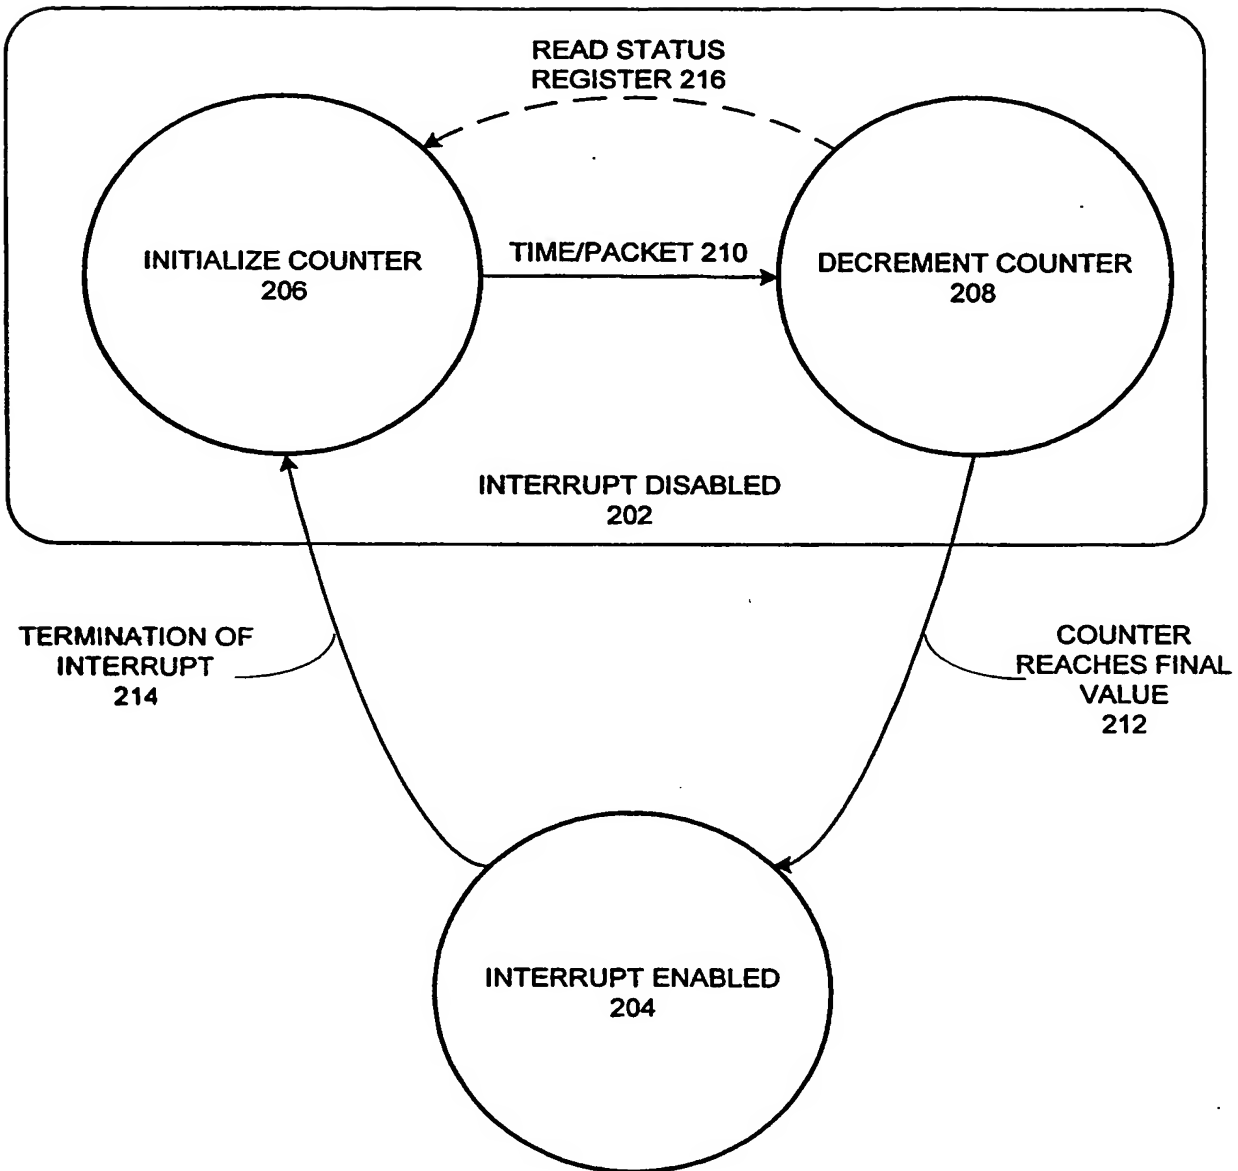 READ STATUS
REGISTER 216
INITIALIZE COUNTER
206
TIME/PACKET 210
DECREMENT COUNTER
208
INTERRUPT DISABLED
202
TERMINATION OF
INTERRUPT
214
COUNTER
REACHES FINAL
VALUE
212
INTERRUPT ENABLED
204